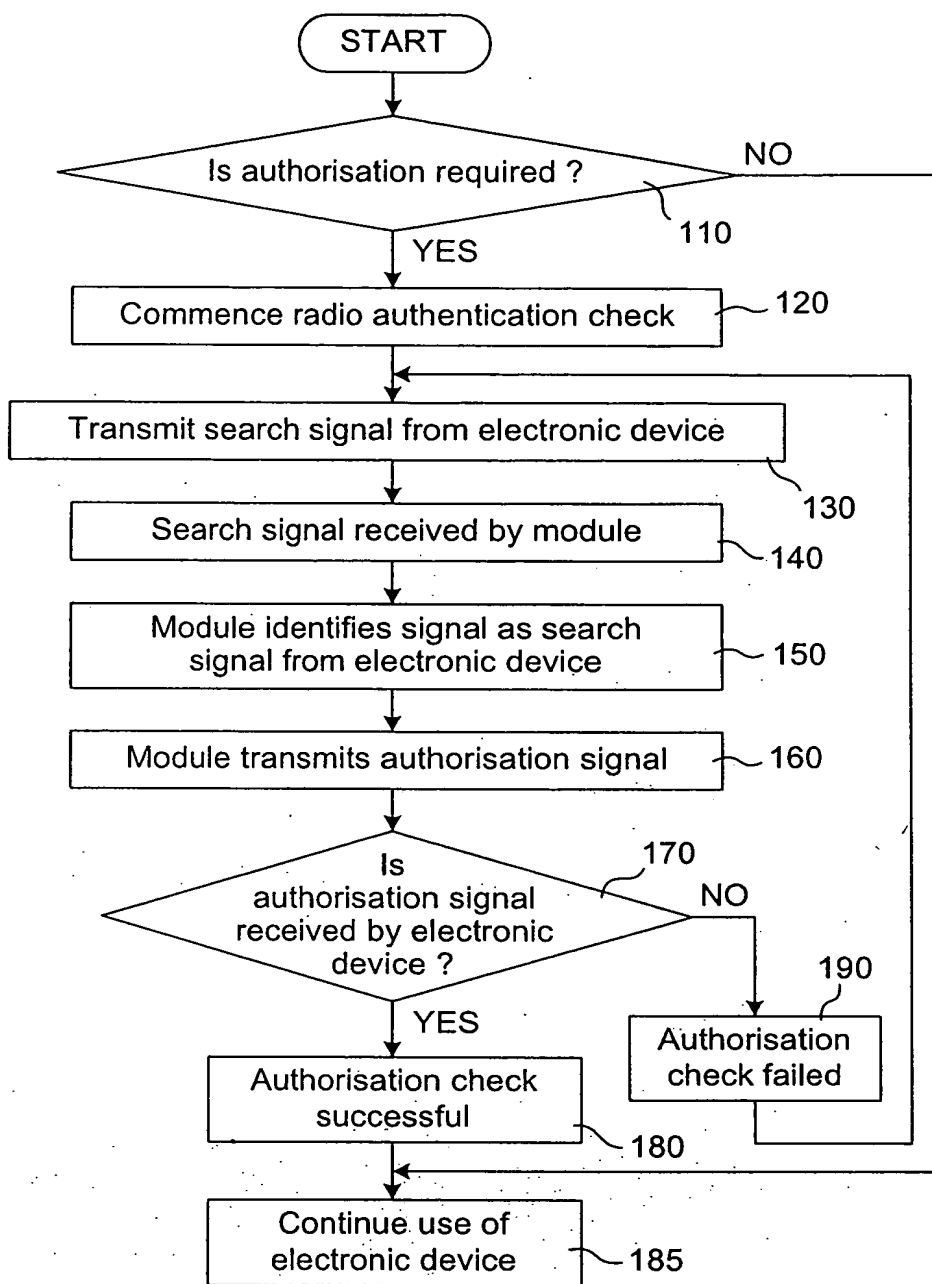 START
Is authorisation required ?
NO
110
YES
Commence radio authentication check
120
Transmit search signal from electronic device
130
Search signal received by module
140
Module identifies signal as search
signal from electronic device
150
Module transmits authorisation signal
160
Is
authorisation signal
received by electronic
device ?
170
NO
YES
190
Authorisation
check failed
Authorisation check
successful
180
Continue use of
electronic device
185